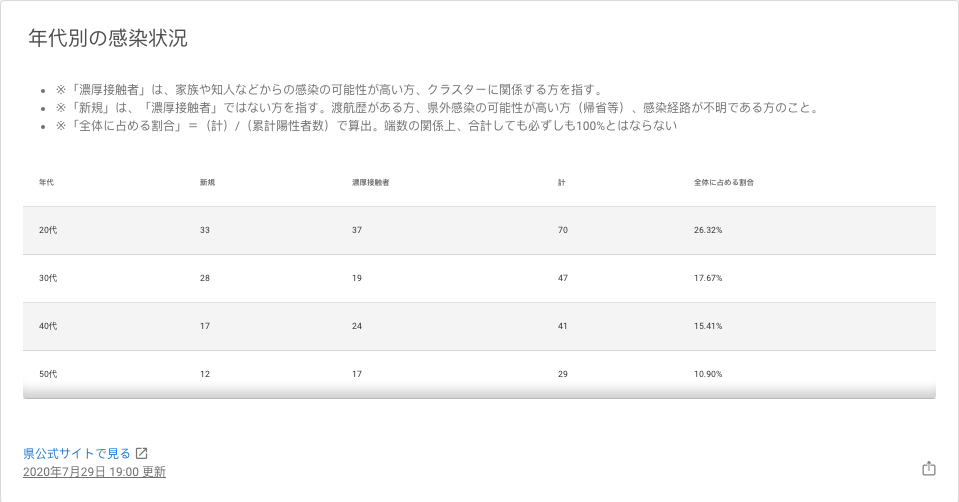 年代別の感染状況
※「濃厚接触者」は、家族や知人などからの感染の可能性が高い方、クラスターに関係する方を指す。
※「新規」は、「濃厚接触者」ではない方を指す。渡航歴がある方、県外感染の可能性が高い方（帰省等）、感染経路が不明である方のこと。
※「全体に占める割合」＝（計）/（累計陽性者数）で算出。端数の関係上、合計しても必ずしも100%とはならない
年代 新規 濃厚接触者 計 全体に占める割合
20代 33 37 70 26.32%
30代 28 19 47 17.67%
40代 17 24 41 15.41%
50代 12 17 29 10.90%
県公式サイトで見る
2020年7月29日 19:00 更新